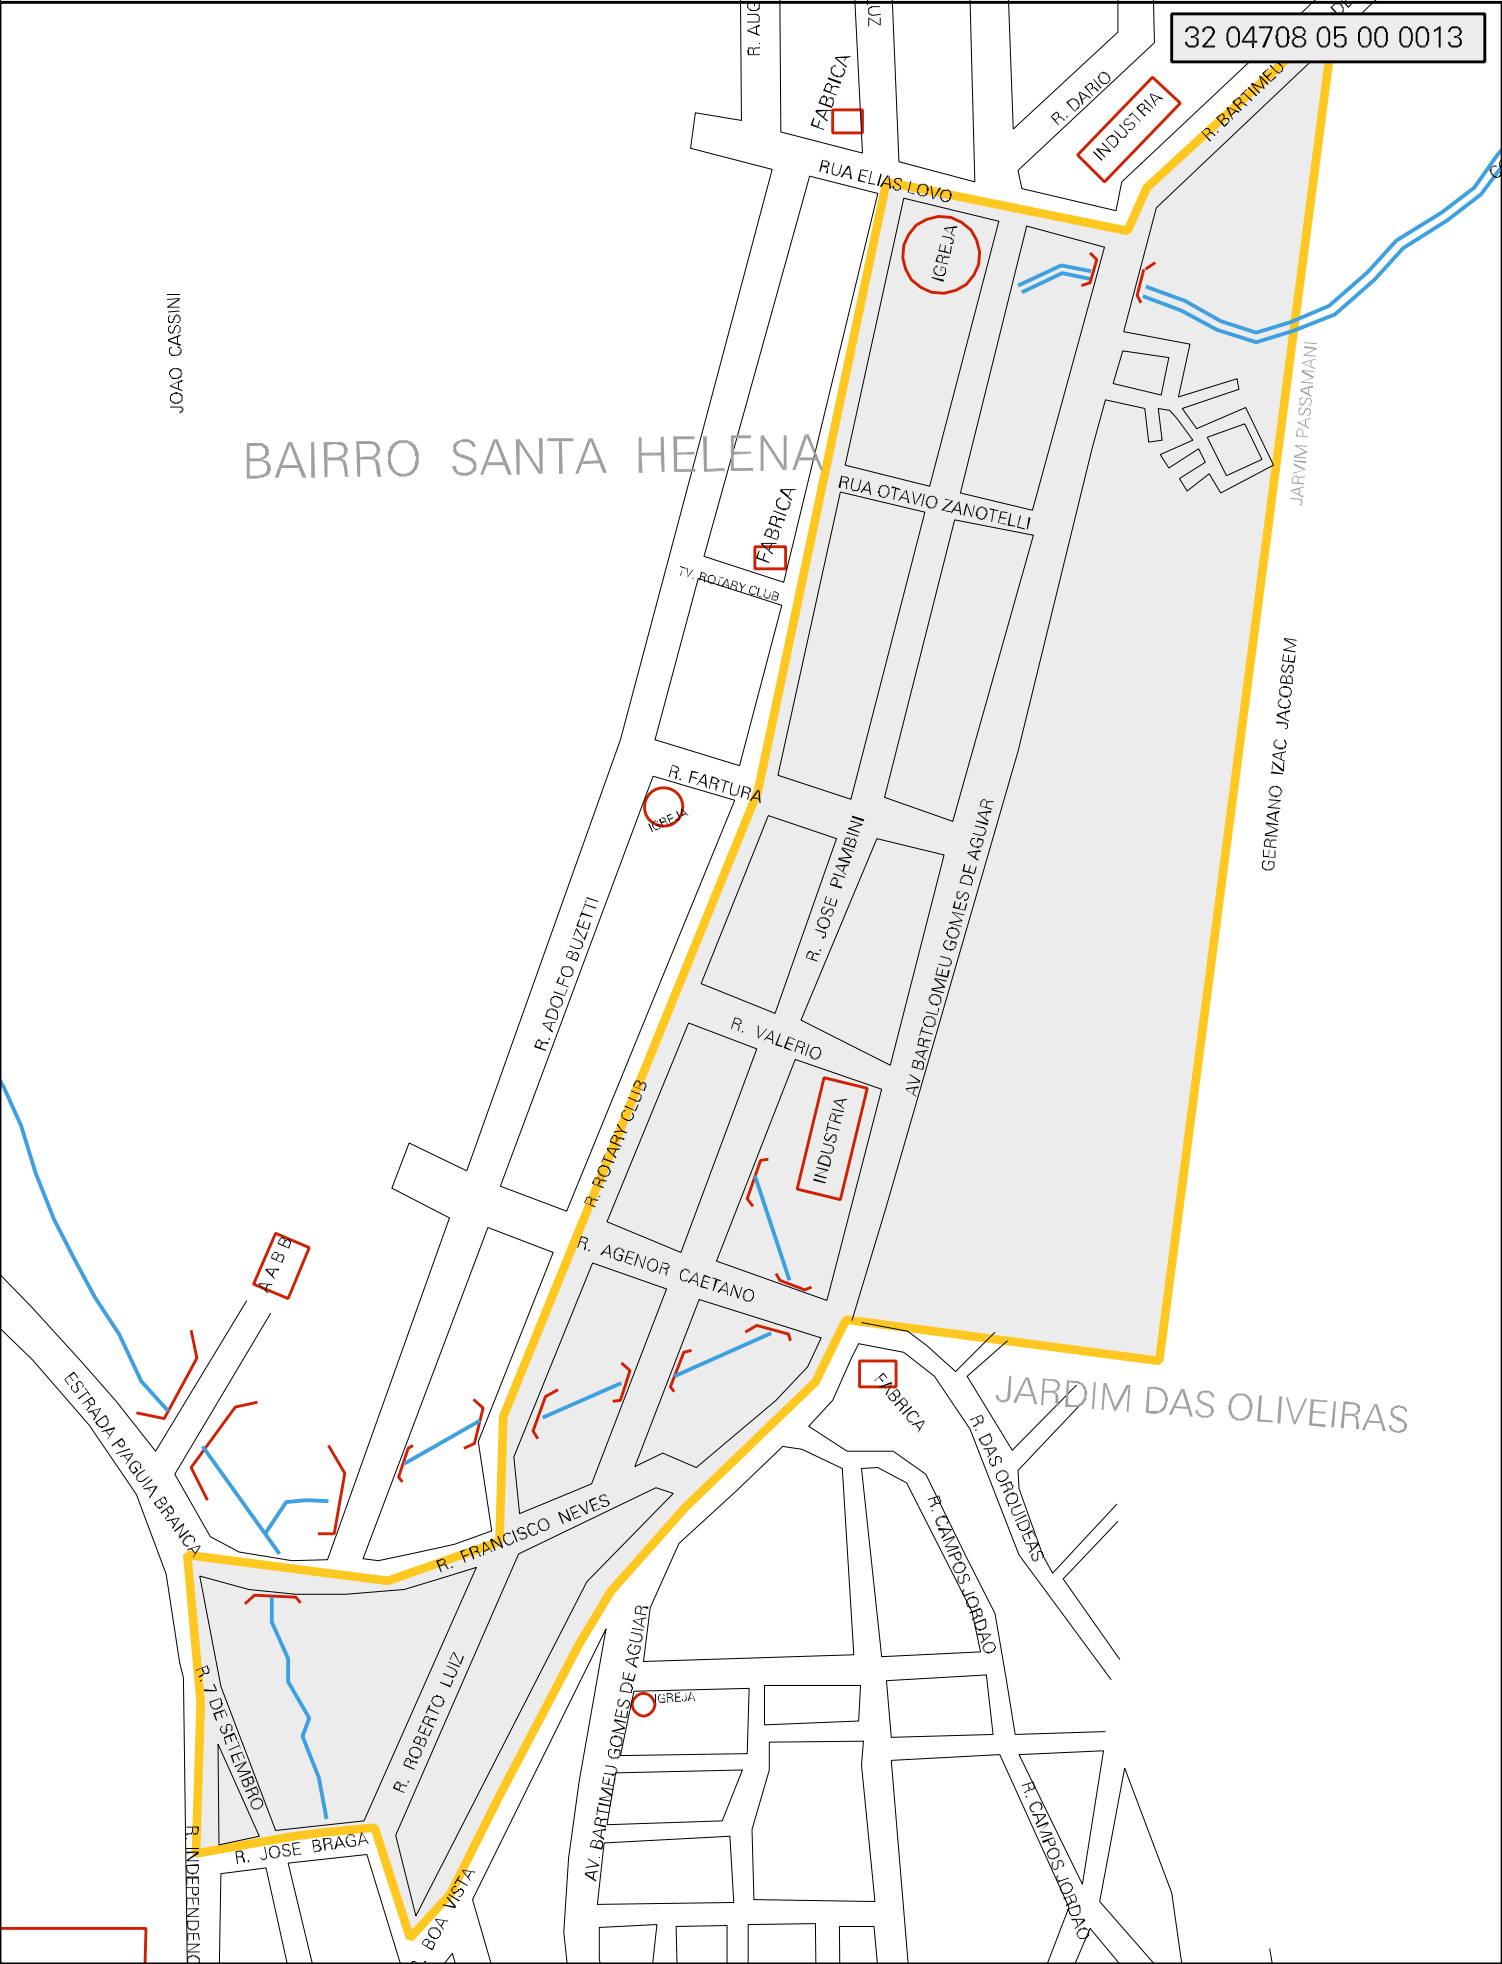 32 04708 05 00 0013
R. AUG
FABRICA
R. DARIO
INDUSTRIA
R. BARTIMEU
RUA ELIAS LOVO
IGREJA
JOAO CASSINI
JARVIM PASSAMANI
BAIRRO SANTA HELENA
RUA OTAVIO ZANOTELLI
FABRICA
TV. ROTARY CLUB
GERMANO IZAC JACOBSEM
R. FARTURA
IGREJA
R. JOSE PIAMBINI
AV BARTOLOMEU GOMES DE AGUIAR
R. ADOLFO BUZETTI
R. VALERIO
INDUSTRIA
R. ROTARY CLUB
R. AGENOR CAETANO
A A B B
ESTRADA P/AGUIA BRANCA
FABRICA
JARDIM DAS OLIVEIRAS
R. DAS ORQUIDEAS
R. FRANCISCO NEVES
R. CAMPOS JORDAO
R. 7 DE SETEMBRO
R. ROBERTO LUIZ
AV. BARTIMEU GOMES DE AGUIAR
IGREJA
R. CAMPOS JORDAO
R. JOSE BRAGA
R. INDEPENDENC
BOA VISTA